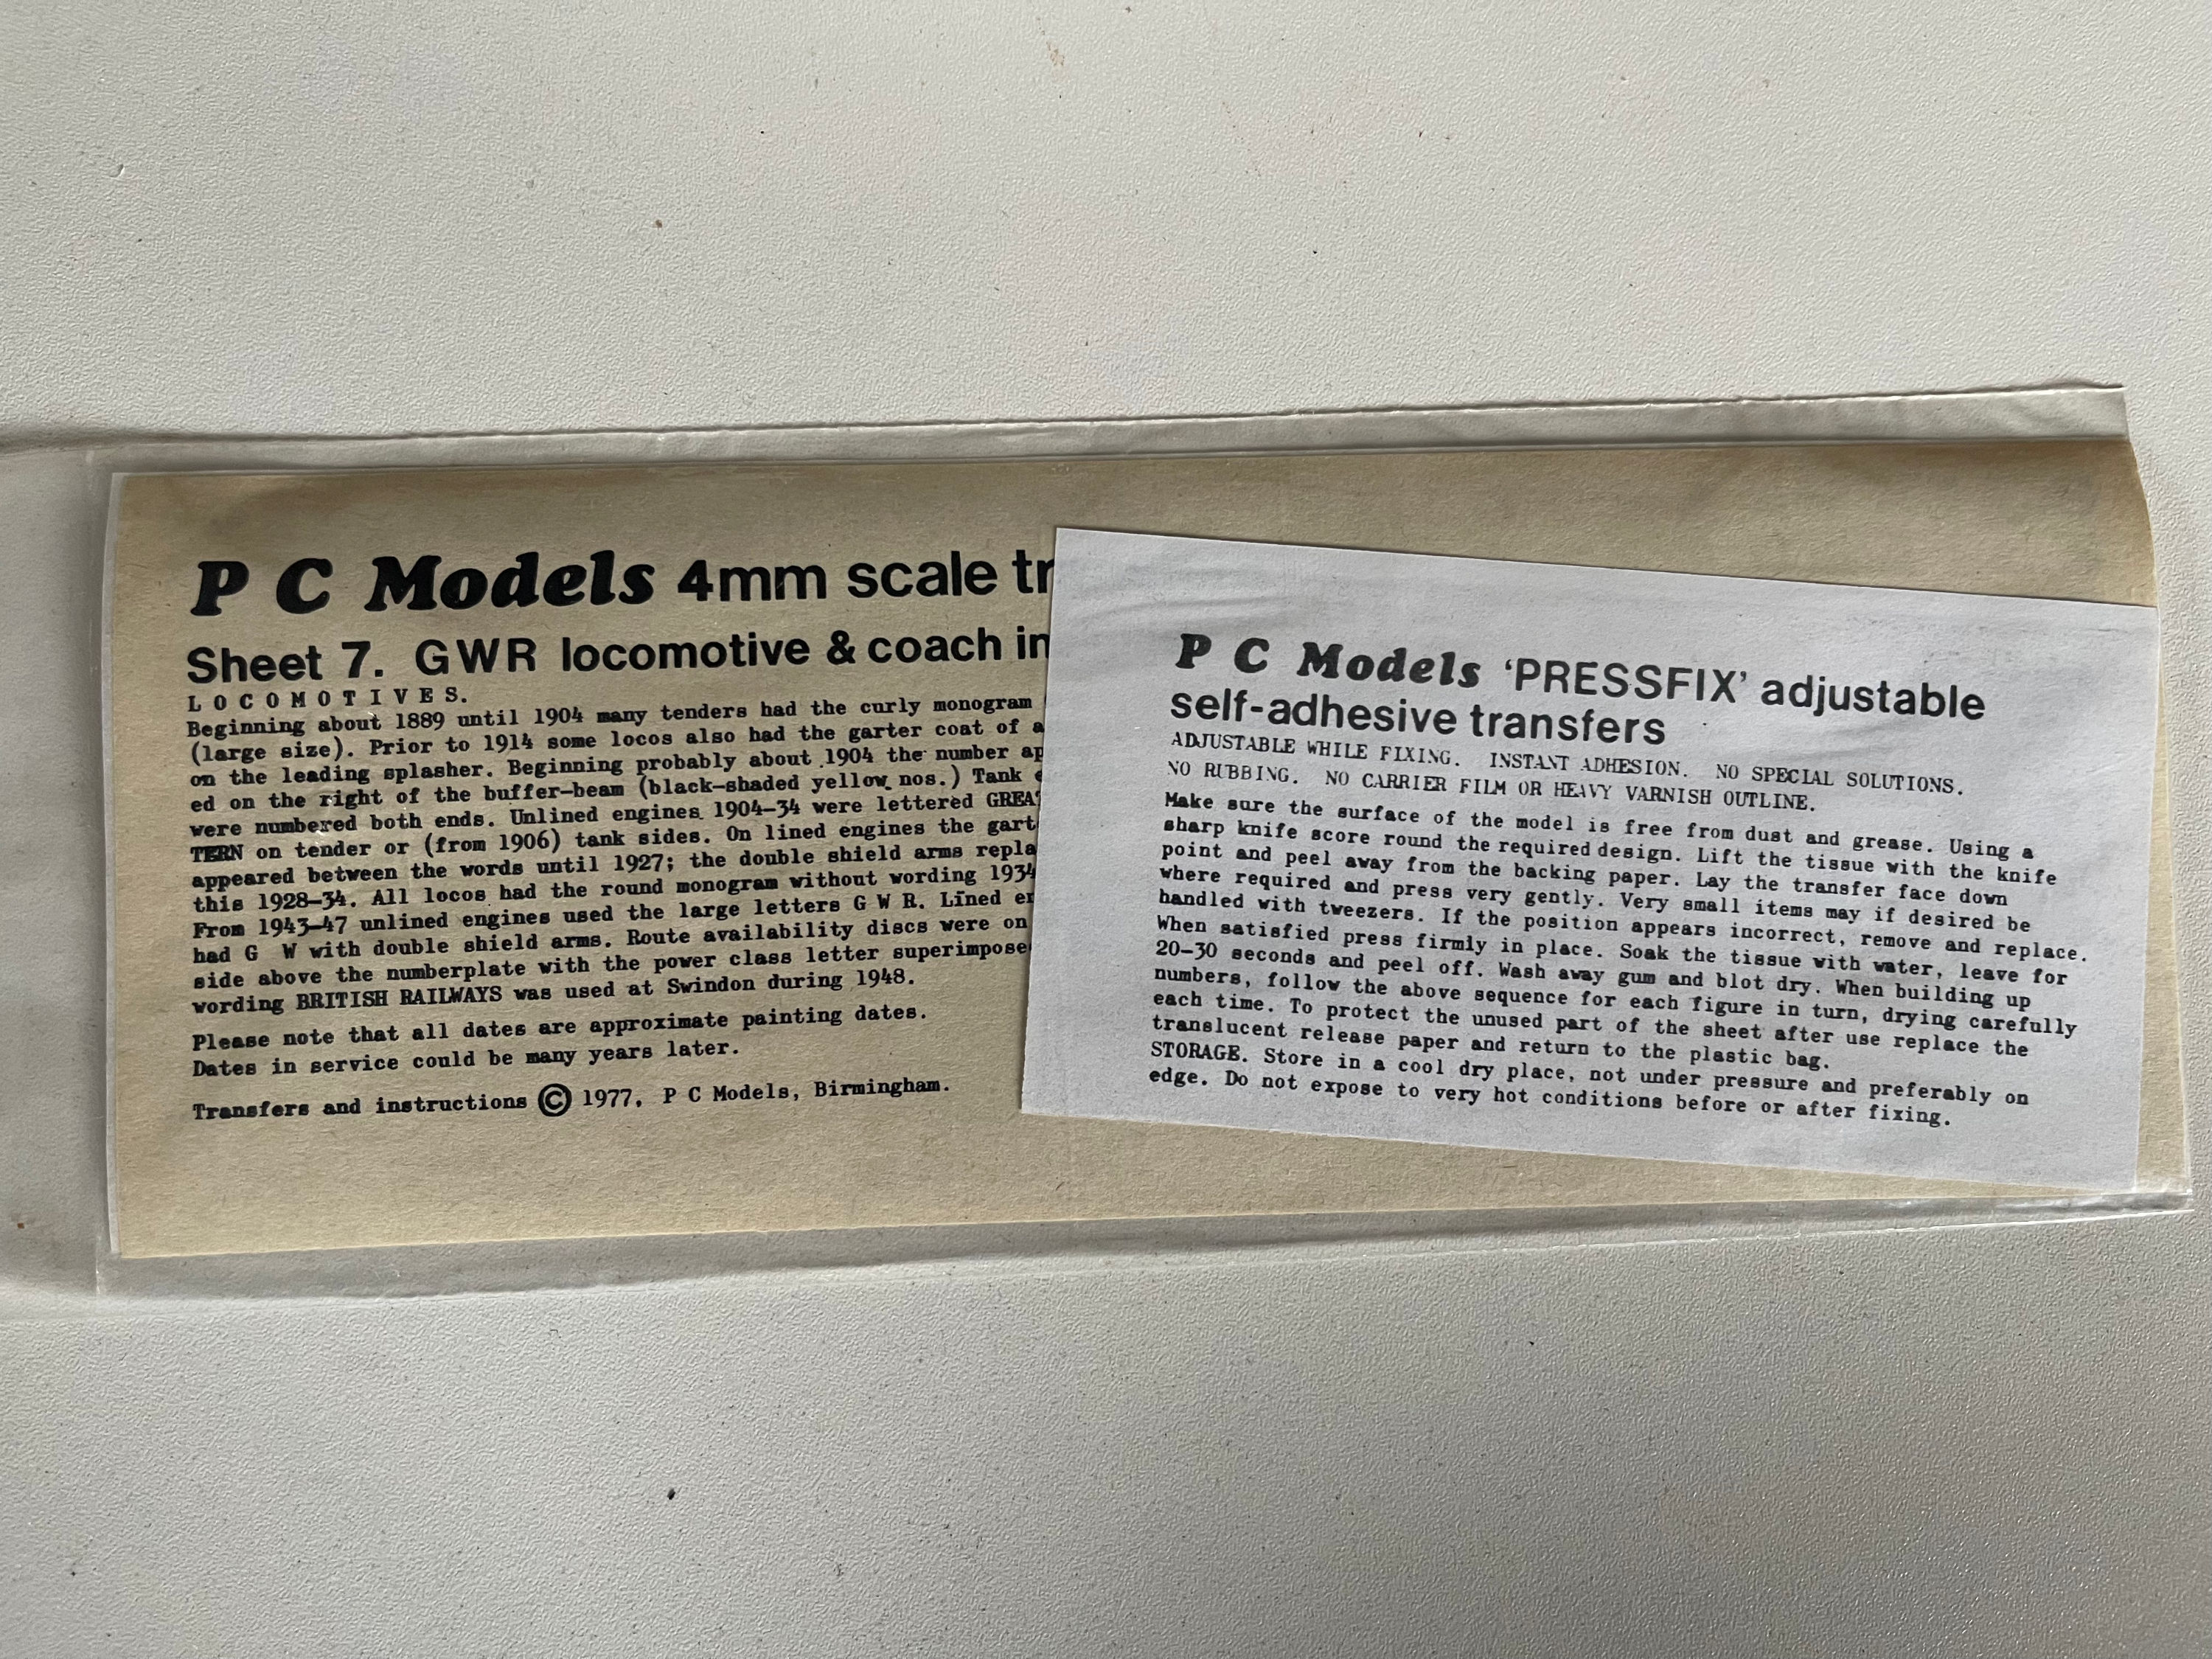 P C Models 4mm scale tr
Sheet 7. GWR locomotive & coach in
LOCOMOTIVES.
Beginning about 1889 until 1904 many tenders had the curly monogram
(large size). Prior to 1914 some locos also had the garter coat of a
on the leading splasher. Beginning probably about 1904 the number ap
ed on the right of the buffer-beam (black-shaded yellow nos.) Tank e
were numbered both ends. Unlined engines 1904-34 were lettered GREAT
TERN on tender or (from 1906) tank sides. On lined engines the gart
appeared between the words until 1927; the double shield arms repla
this 1928-34. All locos had the round monogram without wording 1934
From 1943-47 unlined engines used the large letters G W R. Lined en
had G W with double shield arms. Route availability discs were on
side above the numberplate with the power class letter superimpose
wording BRITISH RAILWAYS was used at Swindon during 1948.
Please note that all dates are approximate painting dates.
Dates in service could be many years later.
Transfers and instructions © 1977, P C Models, Birmingham.
P C Models ‘PRESSFIX’ adjustable
self-adhesive transfers
ADJUSTABLE WHILE FIXING. INSTANT ADHESION. NO SPECIAL SOLUTIONS.
NO RUBBING. NO CARRIER FILM OR HEAVY VARNISH OUTLINE.
Make sure the surface of the model is free from dust and grease. Using a
sharp knife score round the required design. Lift the tissue with the knife
point and peel away from the backing paper. Lay the transfer face down
where required and press very gently. Very small items may if desired be
handled with tweezers. If the position appears incorrect, remove and replace.
When satisfied press firmly in place. Soak the tissue with water, leave for
20-30 seconds and peel off. Wash away gum and blot dry. When building up
numbers, follow the above sequence for each figure in turn, drying carefully
each time. To protect the unused part of the sheet after use replace the
translucent release paper and return to the plastic bag.
STORAGE. Store in a cool dry place, not under pressure and preferably on
edge. Do not expose to very hot conditions before or after fixing.